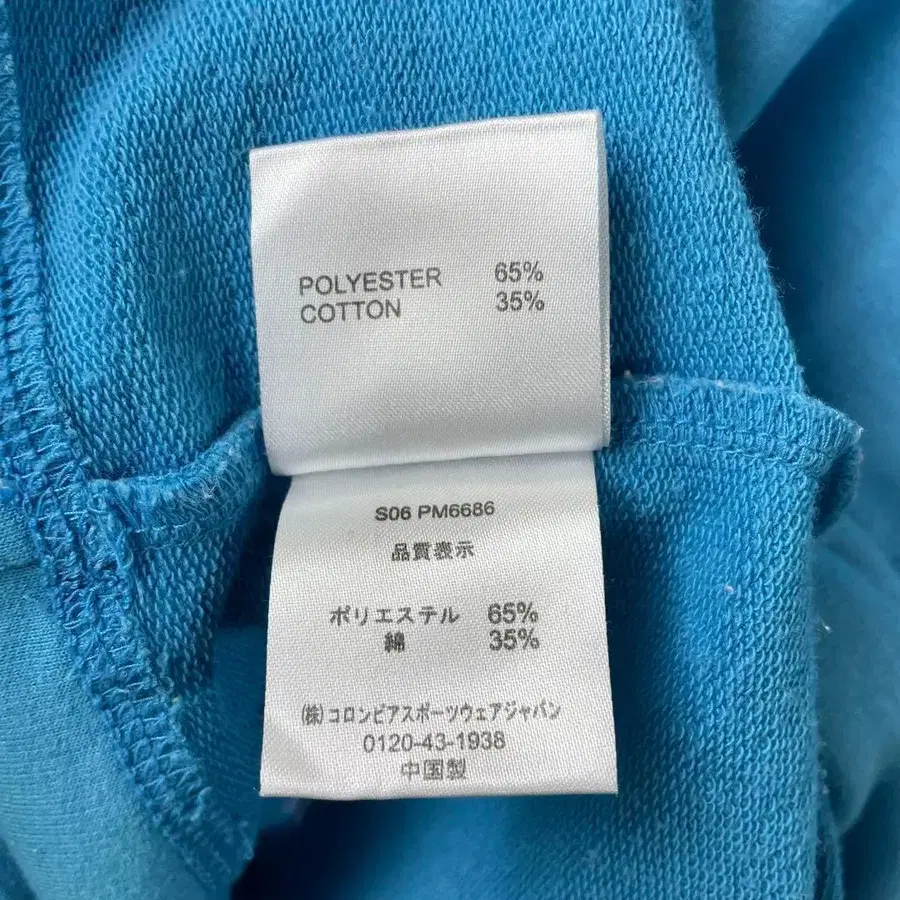 POLYESTER 65%
COTTON 35%
S06 PM6686
品質表示
ポリエステル 65%
綿 35%
(株)コロンビアスポーツウェアジャパン
0120-43-1938
中国製